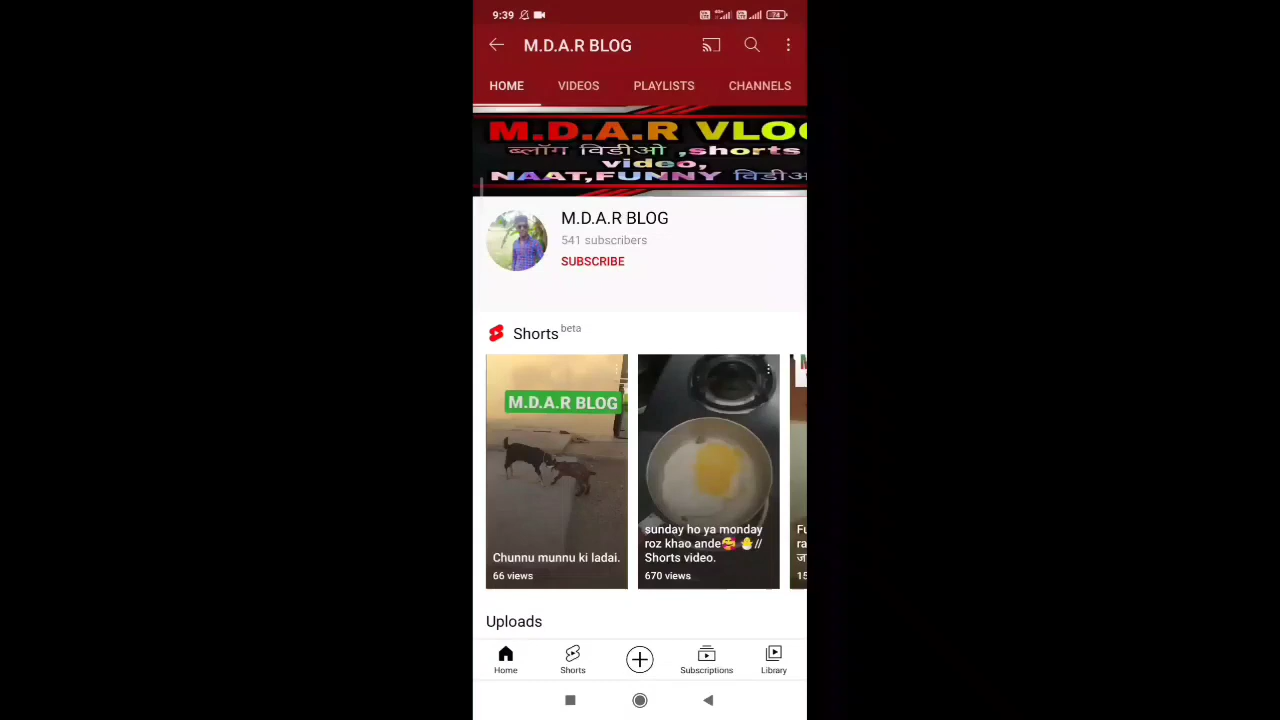 9:39
74
M.D.A.R BLOG
HOME VIDEOS PLAYLISTS CHANNELS
M.D.A.R VLO
ब्लॉग विडीओ ,shorts
video,
NAAT,FUNNY विडीओ
M.D.A.R BLOG
541 subscribers
SUBSCRIBE
Shorts beta
M.D.A.R BLOG
Chunnu munnu ki ladai.
66 views
sunday ho ya monday
roz khao ande🥰 🐥//
Shorts video.
670 views
Uploads
Home Shorts Subscriptions Library